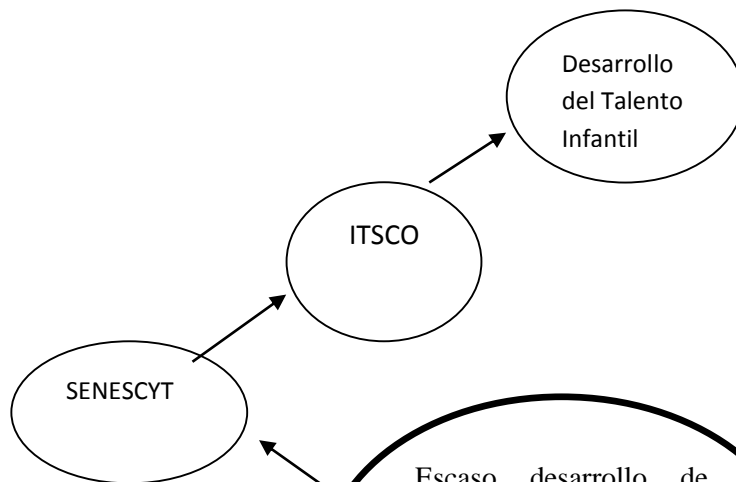 Desarrollo
del Talento
Infantil
ITSCO
SENESCYT
Escaso desarrollo de